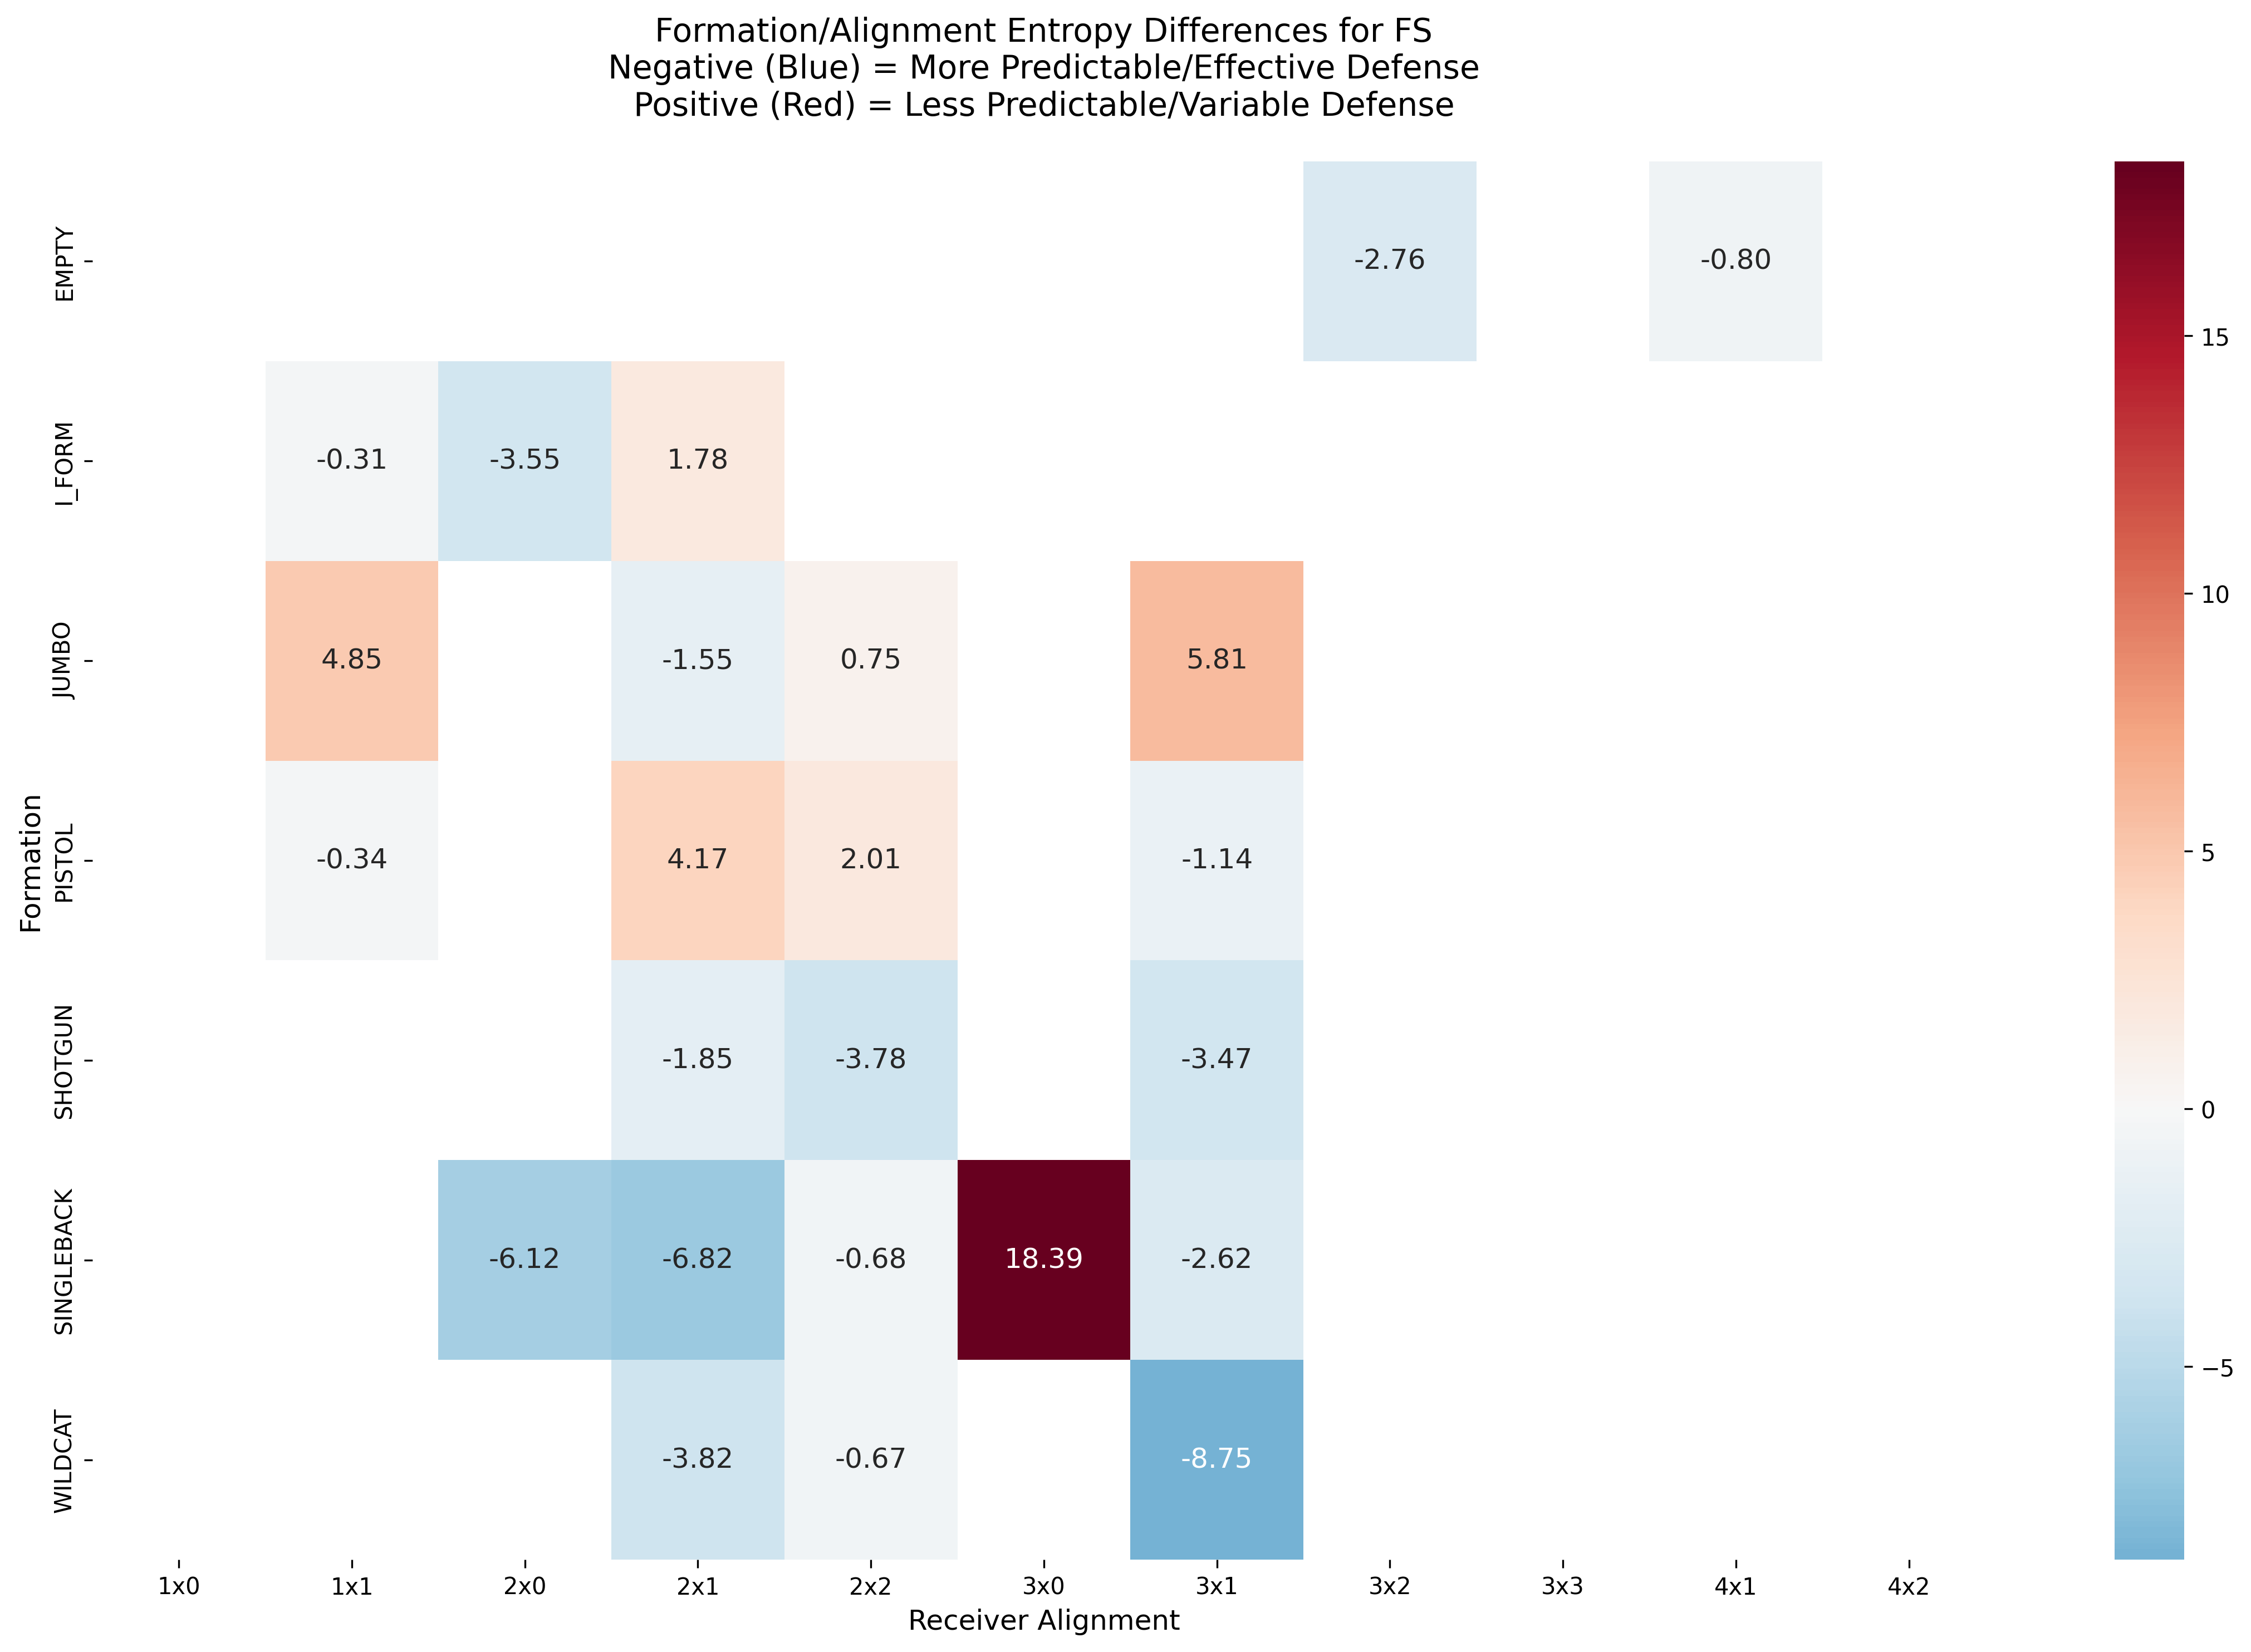 Formation/Alignment Entropy Differences for FS
Negative (Blue) = More Predictable/Effective Defense
Positive (Red) = Less Predictable/Variable Defense
Formation
EMPTY
-2.76
-0.80
I_FORM
-0.31
-3.55
1.78
JUMBO
4.85
-1.55
0.75
5.81
PISTOL
-0.34
4.17
2.01
-1.14
SHOTGUN
-1.85
-3.78
-3.47
SINGLEBACK
-6.12
-6.82
-0.68
18.39
-2.62
WILDCAT
-3.82
-0.67
-8.75
1x0
1x1
2x0
2x1
2x2
3x0
3x1
3x2
3x3
4x1
4x2
Receiver Alignment
15
10
5
0
−5